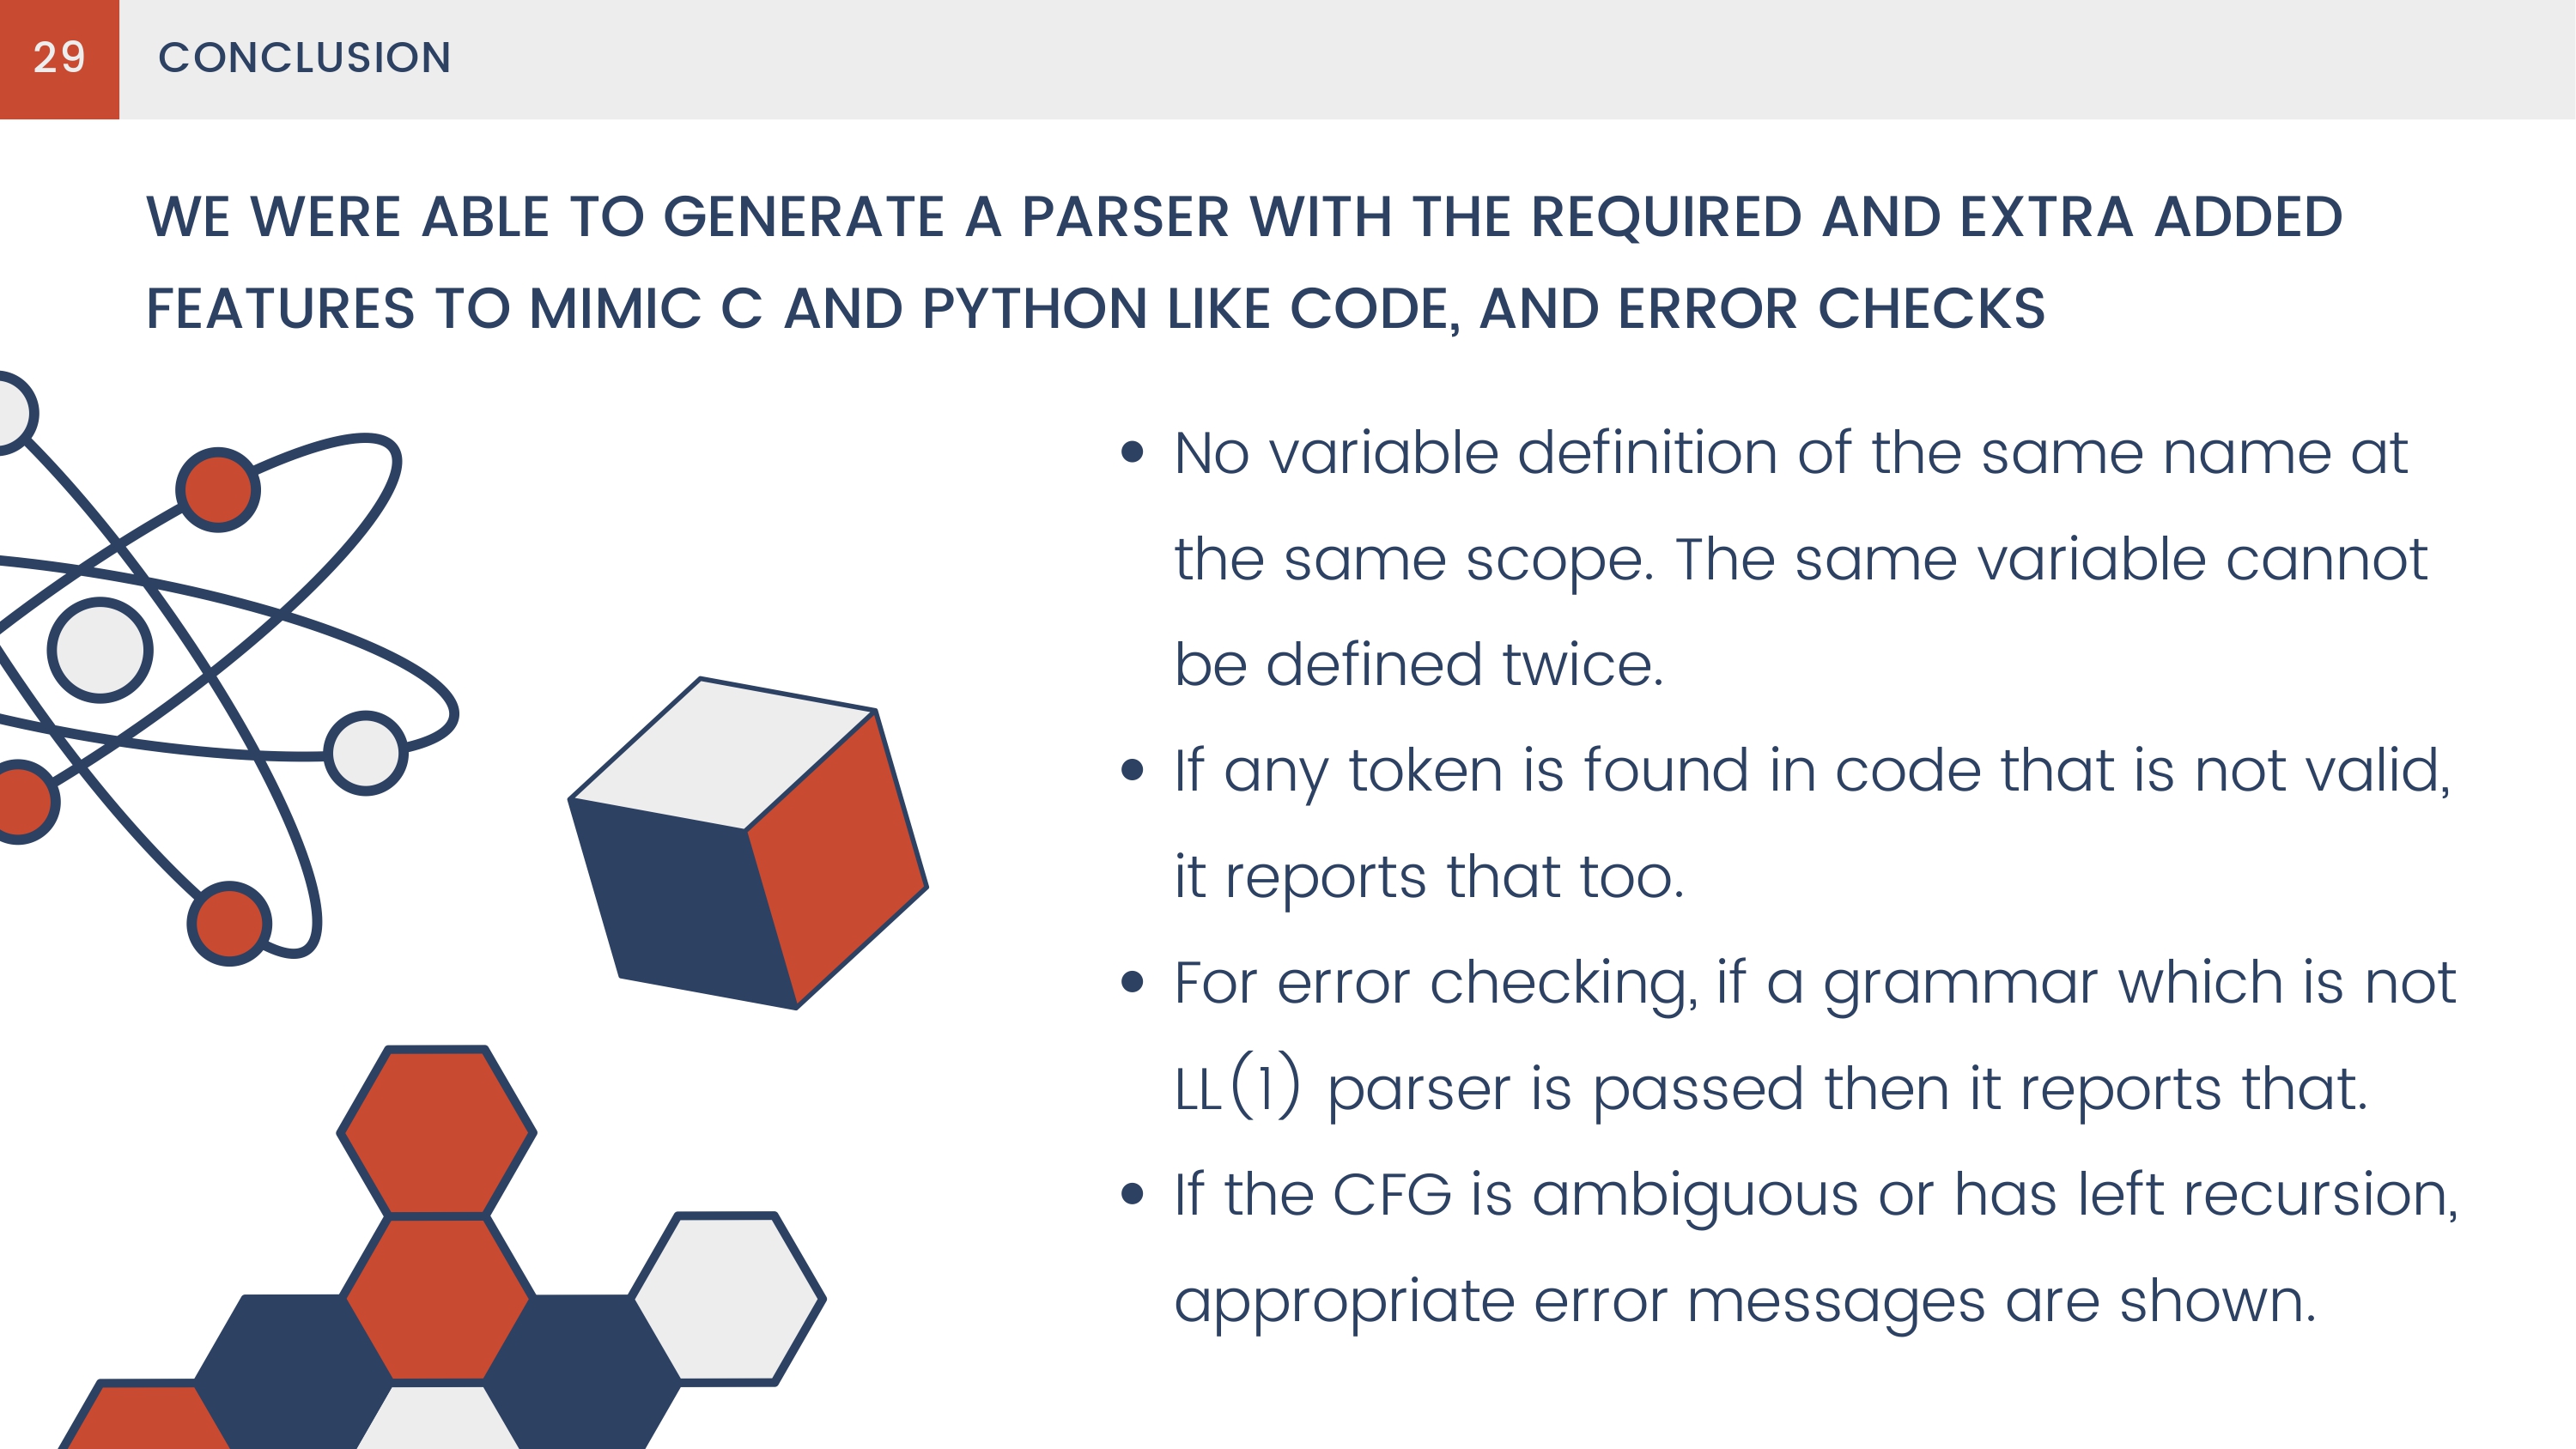 29
CONCLUSION
WE WERE ABLE TO GENERATE A PARSER WITH THE REQUIRED AND EXTRA ADDED
FEATURES TO MIMIC C AND PYTHON LIKE CODE, AND ERROR CHECKS
• No variable definition of the same name at
the same scope. The same variable cannot
be defined twice.
• If any token is found in code that is not valid,
it reports that too.
• For error checking, if a grammar which is not
LL(1) parser is passed then it reports that.
• If the CFG is ambiguous or has left recursion,
appropriate error messages are shown.